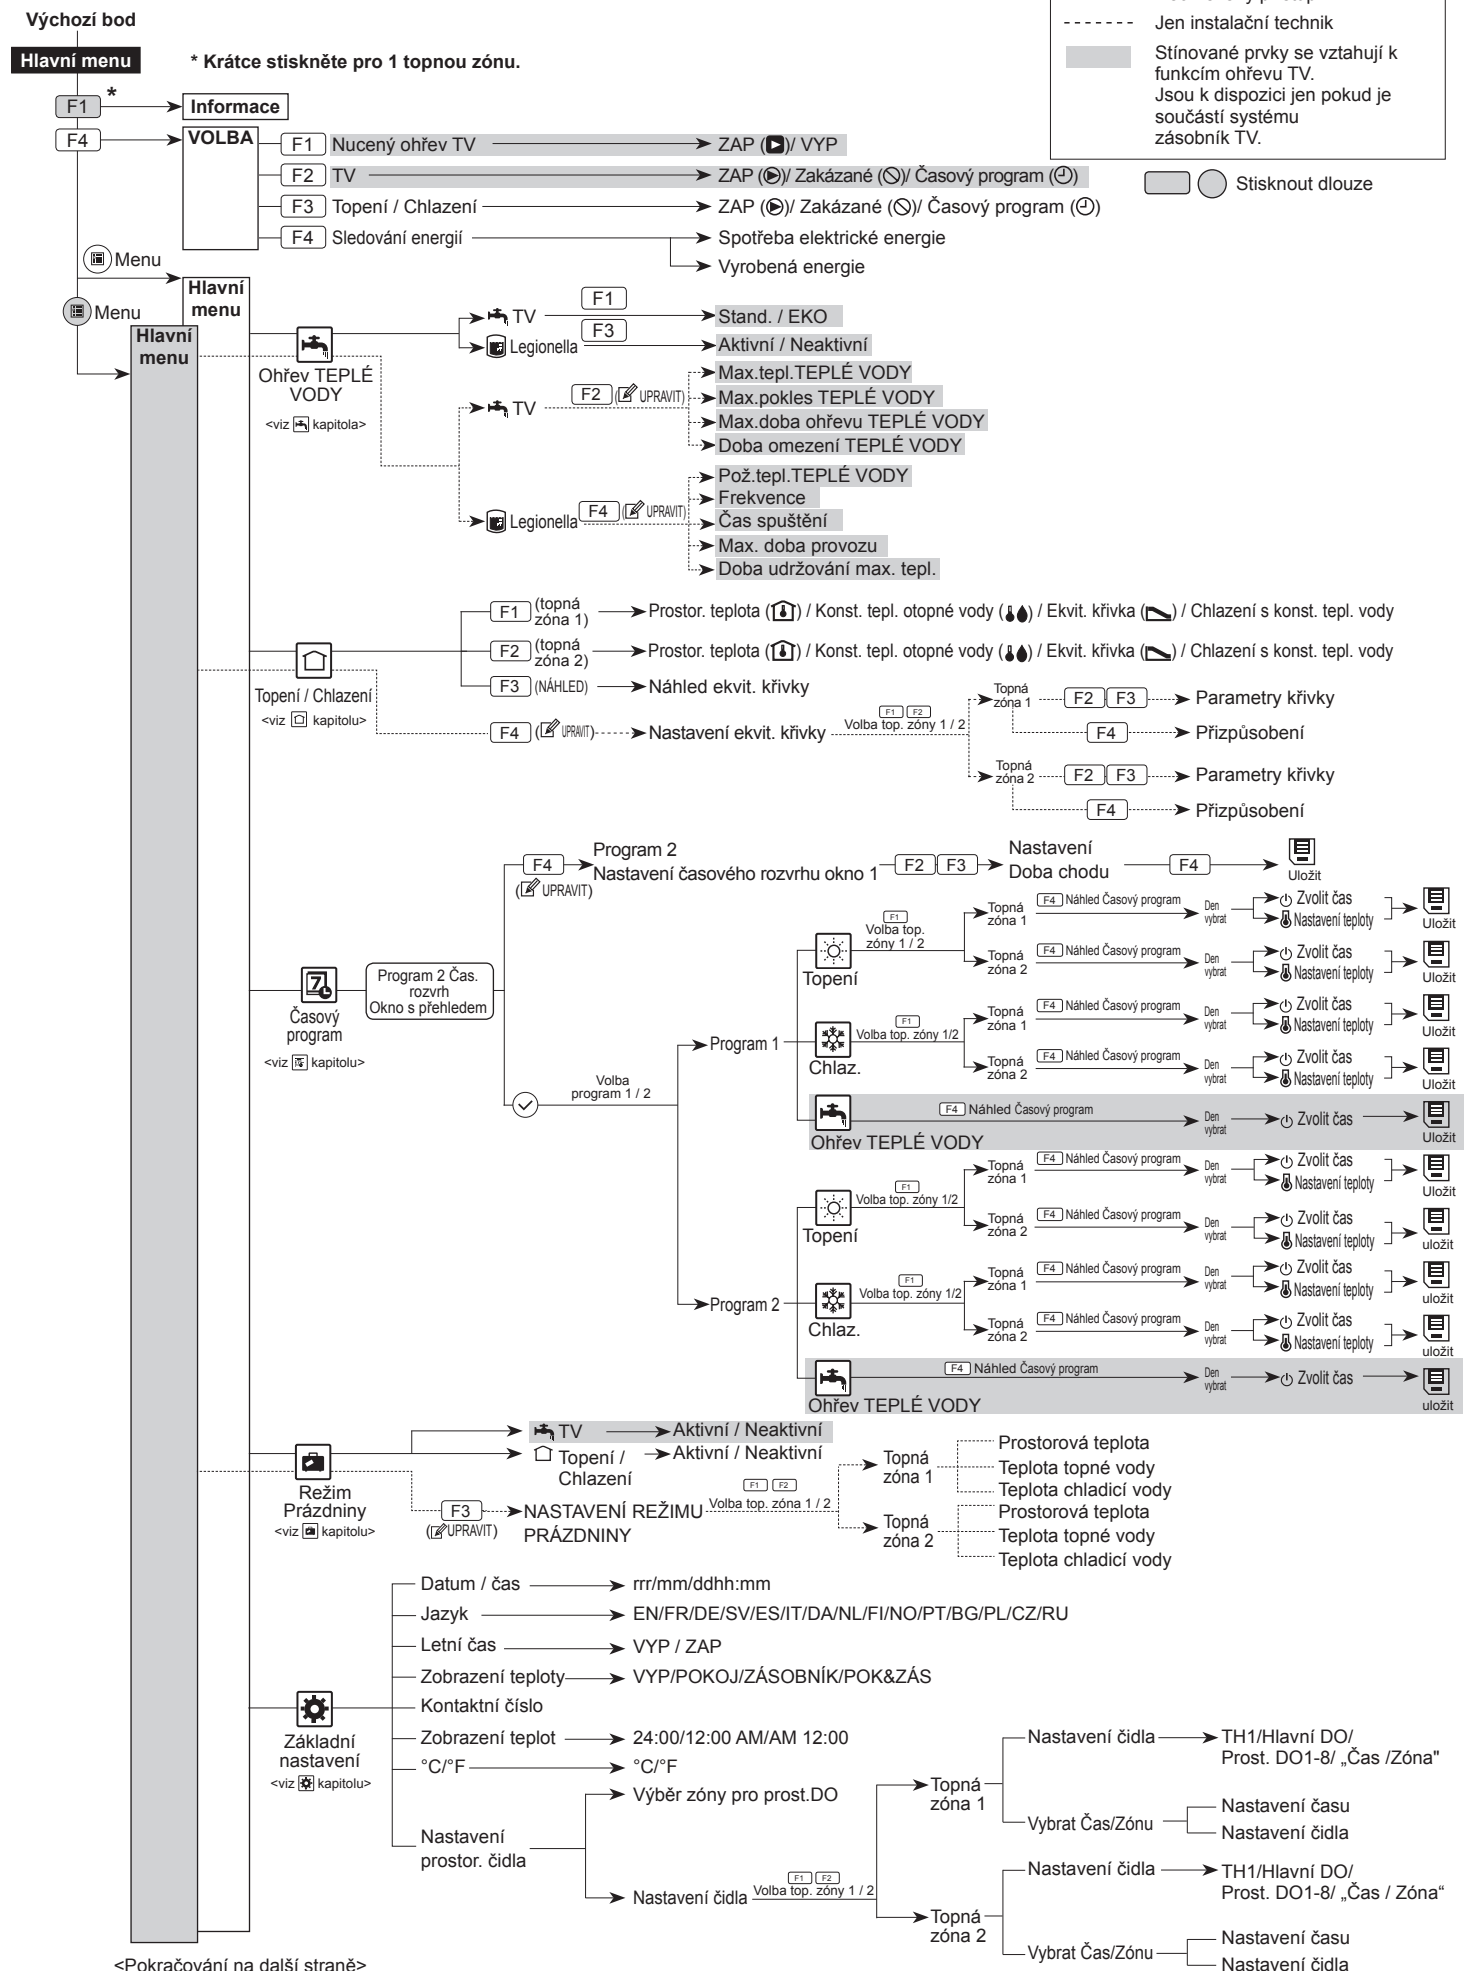 Výchozí bod
Hlavní menu
* Krátce stiskněte pro 1 topnou zónu.
Jen instalační technik
Stínované prvky se vztahují k
funkcím ohřevu TV.
Jsou k dispozici jen pokud je
součástí systému
zásobník TV.
Stisknout dlouze
F1 * Informace
F4 VOLBA
F1 Nucený ohřev TV ZAP ( )/ VYP
F2 TV ZAP ( )/ Zakázané ( )/ Časový program ( )
F3 Topení / Chlazení ZAP ( )/ Zakázané ( )/ Časový program ( )
F4 Sledování energií Spotřeba elektrické energie
Vyrobená energie
Menu
Hlavní
menu
Menu
Hlavní
menu
Ohřev TEPLÉ
VODY
<viz kapitola>
TV F1 Stand. / EKO
Legionella F3 Aktivní / Neaktivní
TV F2 ( UPRAVIT)
Max.tepl.TEPLÉ VODY
Max.pokles TEPLÉ VODY
Max.doba ohřevu TEPLÉ VODY
Doba omezení TEPLÉ VODY
Legionella F4 ( UPRAVIT)
Pož.tepl.TEPLÉ VODY
Frekvence
Čas spuštění
Max. doba provozu
Doba udržování max. tepl.
Topení / Chlazení
<viz kapitolu>
F1 (topná
zóna 1) Prostor. teplota ( ) / Konst. tepl. otopné vody ( ) / Ekvit. křivka ( ) / Chlazení s konst. tepl. vody
F2 (topná
zóna 2) Prostor. teplota ( ) / Konst. tepl. otopné vody ( ) / Ekvit. křivka ( ) / Chlazení s konst. tepl. vody
F3 (NÁHLED) Náhled ekvit. křivky
F4 ( UPRAVIT) Nastavení ekvit. křivky
F1 F2
Volba top. zóny 1 / 2
Topná
zóna 1 F2 F3 Parametry křivky
F4 Přizpůsobení
Topná
zóna 2 F2 F3 Parametry křivky
F4 Přizpůsobení
Časový
program
<viz kapitolu>
Program 2 Čas.
rozvrh
Okno s přehledem
F4
( UPRAVIT)
Program 2
Nastavení časového rozvrhu okno 1
F2 F3
Nastavení
Doba chodu
F4
Uložit
Volba
program 1 / 2
Program 1
Topení
F1
Volba top.
zóny 1 / 2
Topná
zóna 1
F4 Náhled Časový program
Den
vybrat
Zvolit čas
Nastavení teploty
Uložit
Topná
zóna 2
F4 Náhled Časový program
Den
vybrat
Zvolit čas
Nastavení teploty
Uložit
Chlaz.
F1
Volba top. zóny 1/2
Topná
zóna 1
F4 Náhled Časový program
Den
vybrat
Zvolit čas
Nastavení teploty
Uložit
Topná
zóna 2
F4 Náhled Časový program
Den
vybrat
Zvolit čas
Nastavení teploty
Uložit
Ohřev TEPLÉ VODY
F4 Náhled Časový program
Den
vybrat
Zvolit čas
Uložit
Program 2
Topení
F1
Volba top. zóny 1/2
Topná
zóna 1
F4 Náhled Časový program
Den
vybrat
Zvolit čas
Nastavení teploty
Uložit
Topná
zóna 2
F4 Náhled Časový program
Den
vybrat
Zvolit čas
Nastavení teploty
uložit
Chlaz.
F1
Volba top. zóny 1/2
Topná
zóna 1
F4 Náhled Časový program
Den
vybrat
Zvolit čas
Nastavení teploty
uložit
Topná
zóna 2
F4 Náhled Časový program
Den
vybrat
Zvolit čas
Nastavení teploty
uložit
Ohřev TEPLÉ VODY
F4 Náhled Časový program
Den
vybrat
Zvolit čas
uložit
Režim
Prázdniny
<viz kapitolu>
TV Aktivní / Neaktivní
Topení /
Chlazení
Aktivní / Neaktivní
F3
( UPRAVIT)
NASTAVENÍ REŽIMU
PRÁZDNINY
F1 F2
Volba top. zóna 1 / 2
Topná
zóna 1
Prostorová teplota
Teplota topné vody
Teplota chladicí vody
Topná
zóna 2
Prostorová teplota
Teplota topné vody
Teplota chladicí vody
Základní
nastavení
<viz kapitolu>
Datum / čas rrr/mm/ddhh:mm
Jazyk EN/FR/DE/SV/ES/IT/DA/NL/FI/NO/PT/BG/PL/CZ/RU
Letní čas VYP / ZAP
Zobrazení teploty VYP/POKOJ/ZÁSOBNÍK/POK&ZÁS
Kontaktní číslo
Zobrazení teplot 24:00/12:00 AM/AM 12:00
°C/°F °C/°F
Nastavení
prostor. čidla
Výběr zóny pro prost.DO
Nastavení čidla
F1 F2
Volba top. zóny 1 / 2
Topná
zóna 1
Nastavení čidla
TH1/Hlavní DO/
Prost. DO1-8/ „Čas /Zóna"
Vybrat Čas/Zónu
Nastavení času
Nastavení čidla
Topná
zóna 2
Nastavení čidla
TH1/Hlavní DO/
Prost. DO1-8/ „Čas / Zóna“
Vybrat Čas/Zónu
Nastavení času
Nastavení čidla
<Pokračování na další straně>